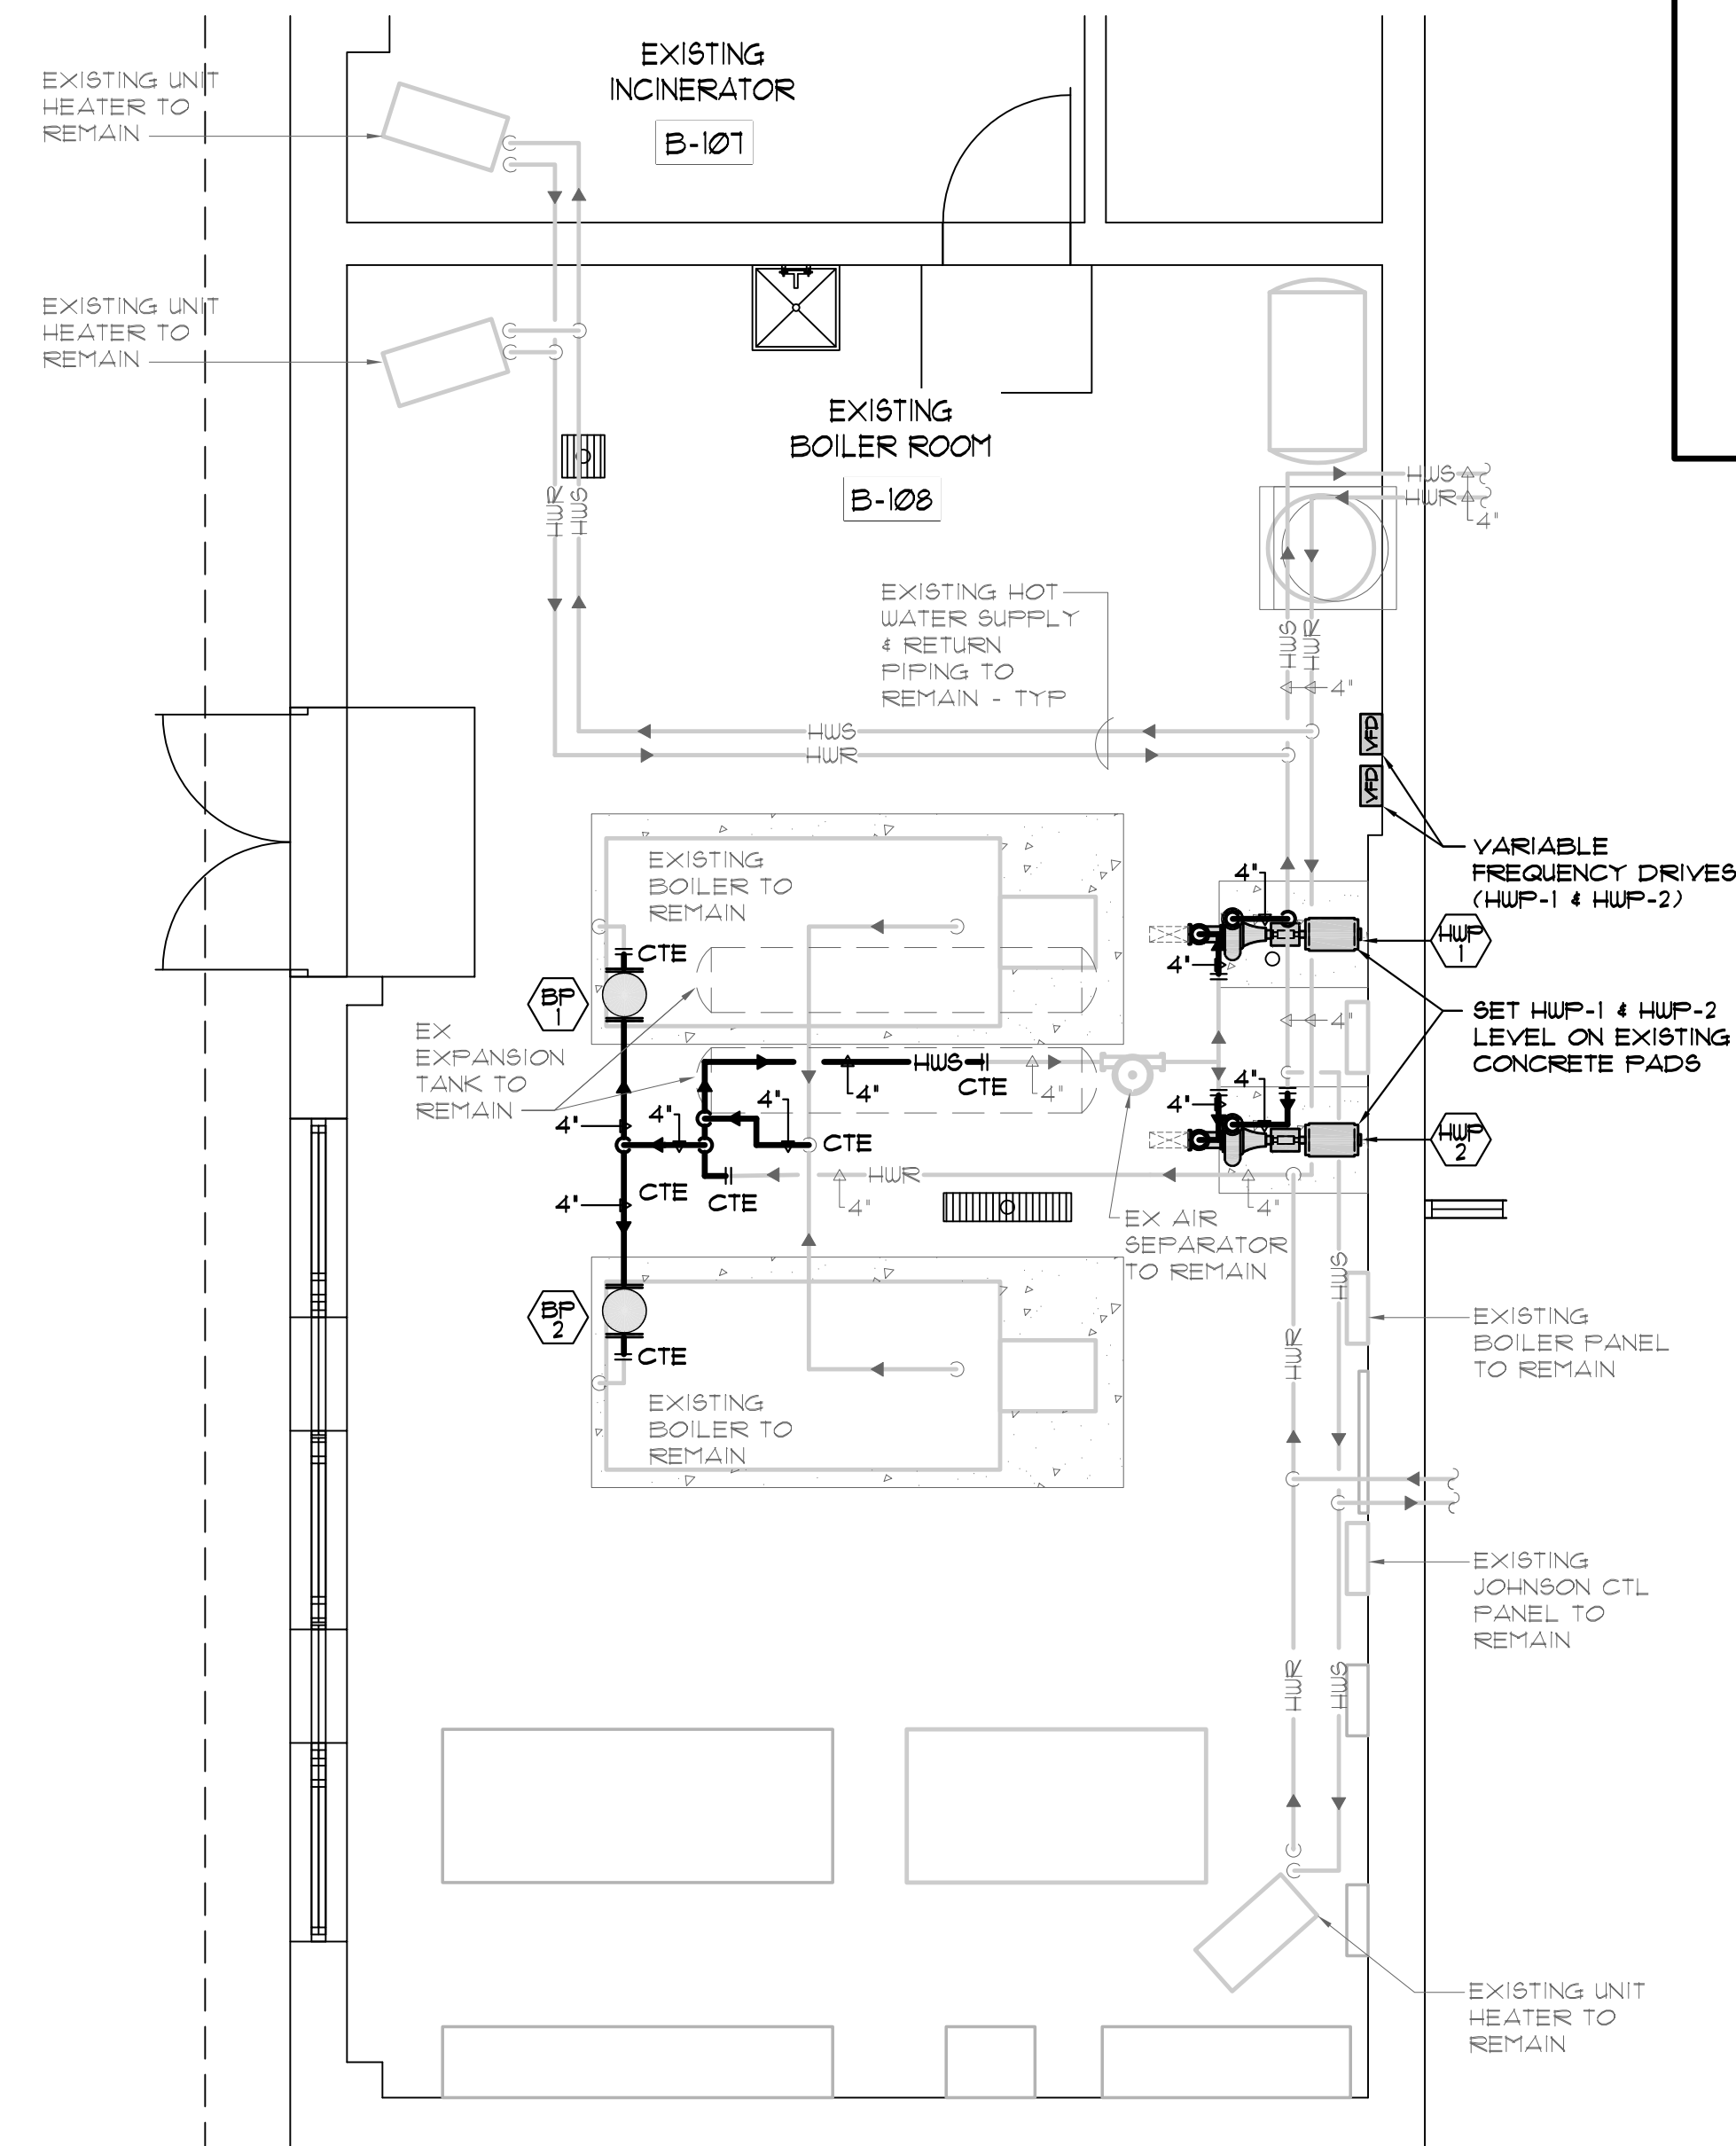 EXISTING UNIT
HEATER TO
REMAIN
EXISTING
INCINERATOR
B-107
EXISTING UNIT
HEATER TO
REMAIN
EXISTING
BOILER ROOM
B-108
HWS
HWR
4"
HWR
HWS
EXISTING HOT
WATER SUPPLY
& RETURN
PIPING TO
REMAIN - TYP
HWS
HWR
4"
HWS
HWR
VFD
VFD
VARIABLE
FREQUENCY DRIVES
(HWP-1 & HWP-2)
EXISTING
BOILER TO
REMAIN
4"
HWP
1
CTE
4"
BP
1
SET HWP-1 & HWP-2
LEVEL ON EXISTING
CONCRETE PADS
4"
EX
EXPANSION
TANK TO
REMAIN
HWS
CTE
4"
4"
4"
4"
4"
4"
4"
CTE
HWP
2
CTE
CTE
HWR
4"
4"
4"
EX AIR
SEPARATOR
TO REMAIN
HWS
BP
2
CTE
HWR
EXISTING
BOILER PANEL
TO REMAIN
EXISTING
BOILER TO
REMAIN
EXISTING
JOHNSON CTL
PANEL TO
REMAIN
HWR
HWS
EXISTING UNIT
HEATER TO
REMAIN